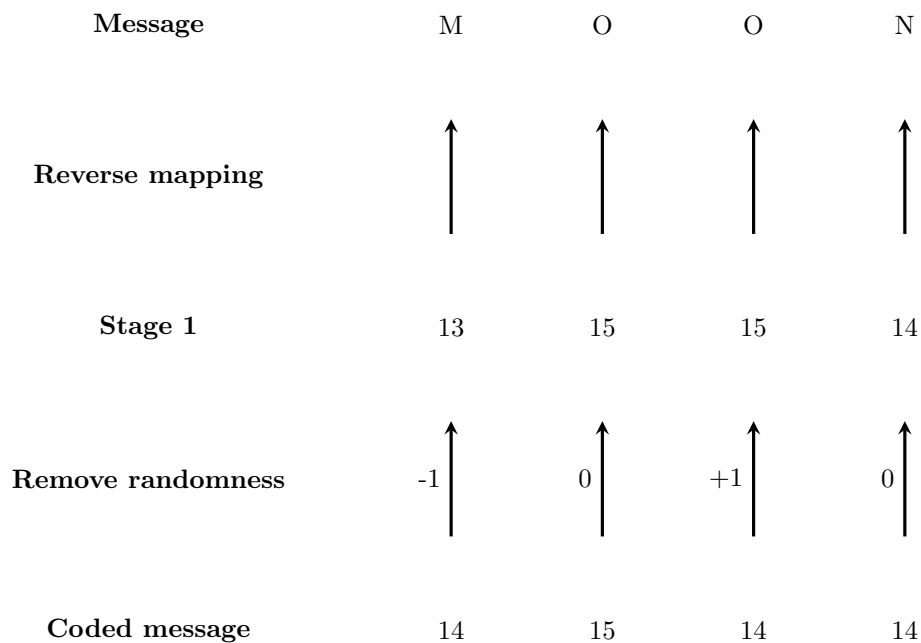 Message M O O N
Reverse mapping
Stage 1 13 15 15 14
Remove randomness -1 0 +1 0
Coded message 14 15 14 14